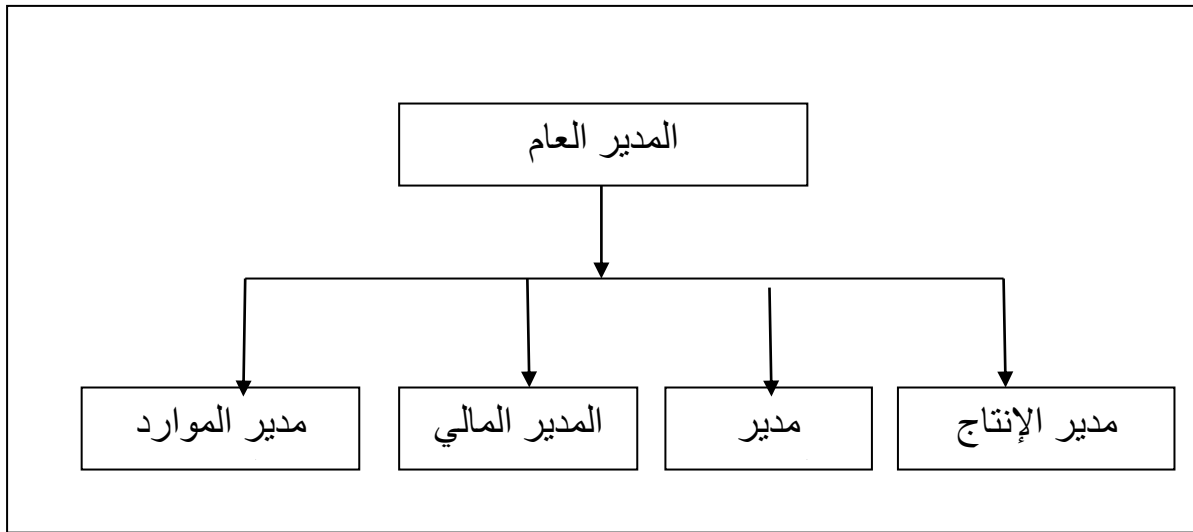 المدير العام
مدير الإنتاج
مدير
المدير المالي
مدير الموارد